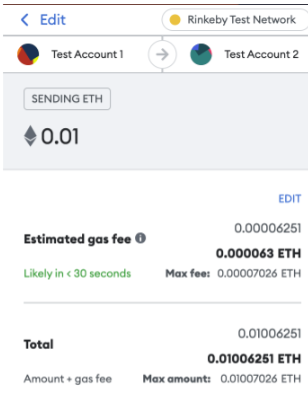 Edit
Rinkeby Test Network
Test Account 1
Test Account 2
SENDING ETH
0.01
EDIT
0.00006251
Estimated gas fee
0.000063 ETH
Likely in < 30 seconds
Max fee: 0.00007026 ETH
0.01006251
Total
0.01006251 ETH
Amount + gas fee
Max amount: 0.01007026 ETH